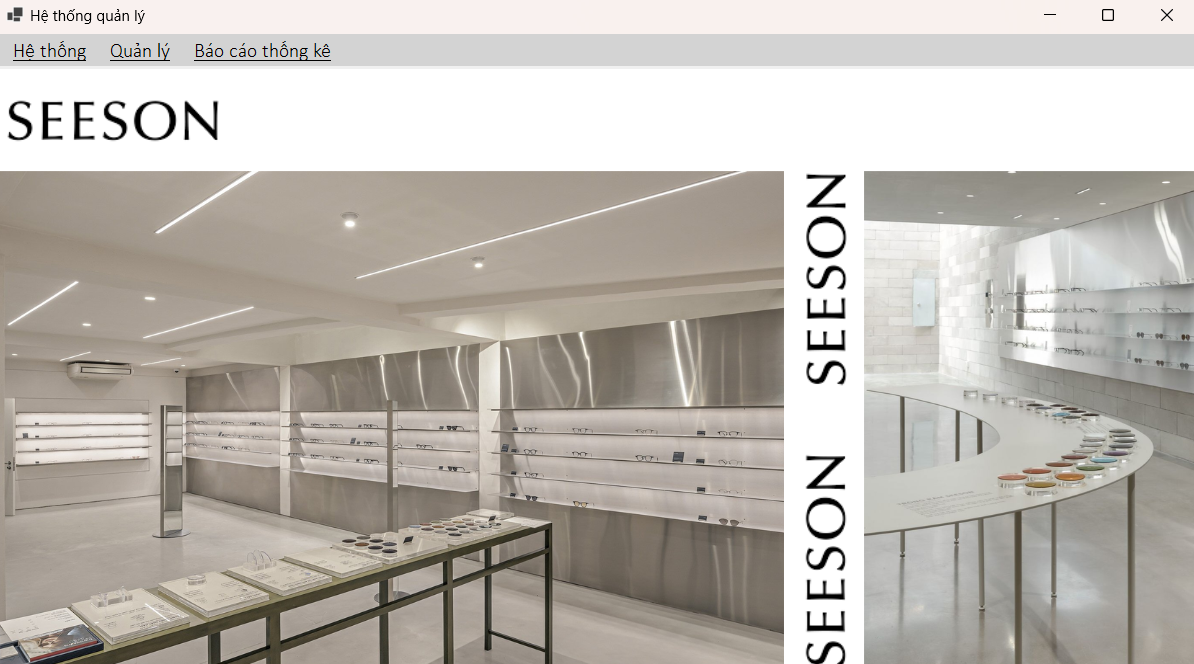 Hệ thống quản lý
Hệ thống Quản lý Báo cáo thống kê
SEESON
SEESON
SEESON